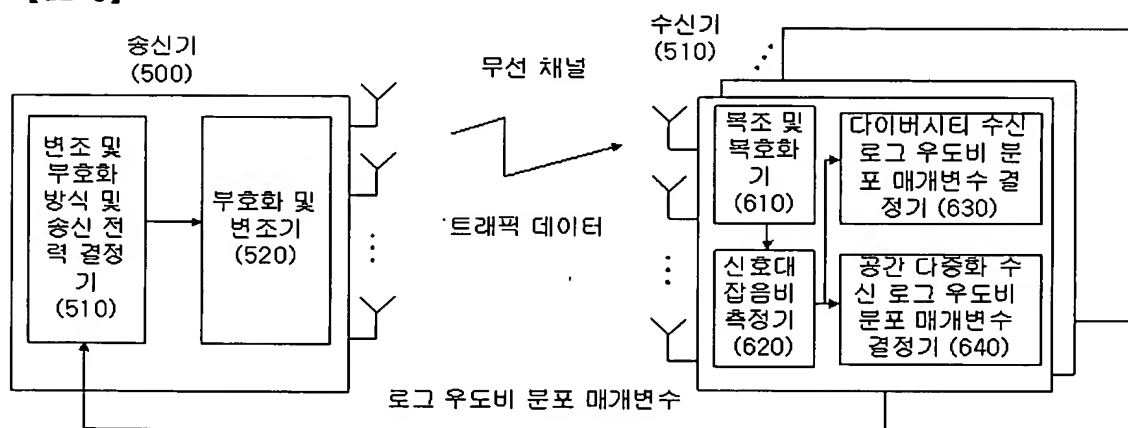 송신기
(500)
변조 및
부호화
방식 및
송신 전
력 결정
기
(510)
부호화 및
변조기
(520)
무선 채널
트래픽 데이터
수신기
(510)
복조 및
복호화
기
(610)
신호대
잡음비
측정기
(620)
다이버시티 수신
로그 우도비 분
포 매개변수 결
정기 (630)
공간 다중화 수
신 로그 우도비
분포 매개변수
결정기 (640)
로그 우도비 분포 매개변수